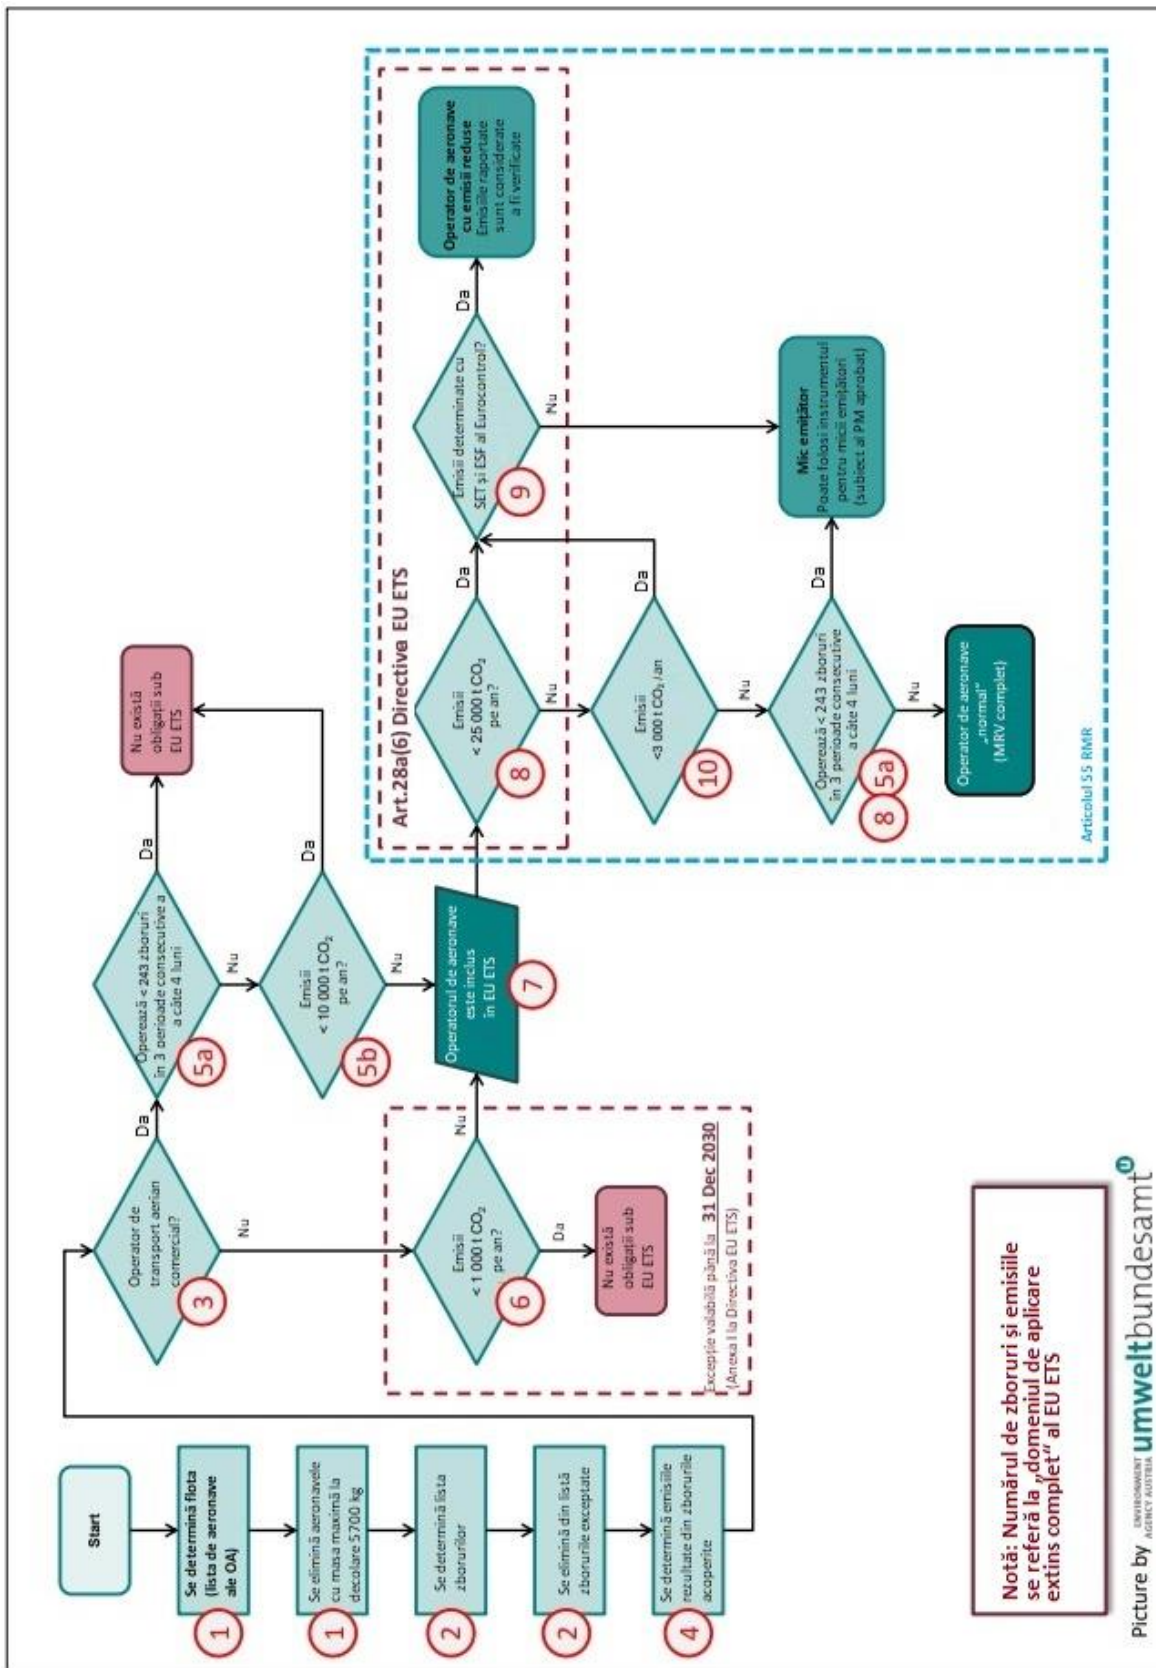 Start
Se determină flota
(lista de aeronave
ale OA)
1
Se elimină aeronavele
cu masa maximă la
decolare 5700 kg
1
Se determină lista
zborurilor
2
Se elimină din listă
zborurile exceptate
2
Se determină emisiile
rezultate din zborurile
acoperite
4
Operator de
transport aerian
comercial?
3
Da
Nu
Operează < 243 zboruri
în 3 perioade consecutive a
a câte 4 luni
5a
Da
Nu
Nu există
obligații sub
EU ETS
Emisii
< 10 000 t CO₂
pe an?
5b
Da
Nu
Emisii
< 1 000 t CO₂
pe an?
6
Nu
Da
Nu există
obligații sub
EU ETS
Excepție valabilă până la 31 Dec 2030
(Anexa I la Directiva EU ETS)
Operatorul de aeronave
este inclus
în EU ETS
7
Art.28a(6) Directiva EU ETS
Emisii
< 25 000 t CO₂
pe an?
8
Da
Nu
Emisii determinate cu
SET și ESF al Eurocontrol?
9
Da
Nu
Operator de aeronave
cu emisii reduse
Emisiile raportate
sunt considerate
a fi verificate
Emisii
<3 000 t CO₂/an
10
Da
Nu
Operează < 243 zboruri
în 3 perioade consecutive
a câte 4 luni
8
5a
Da
Nu
Mic emițător
Poate folosi instrumentul
pentru micii emițători
(subiect al PM aprobat)
Operator de aeronave
„normal“
(MRV complet)
Articolul 55 RMR
Notă: Numărul de zboruri și emisiile
se referă la „domeniul de aplicare
extins complet“ al EU ETS
Picture by ENVIRONMENT AGENCY AUSTRIA umweltbundesamt U